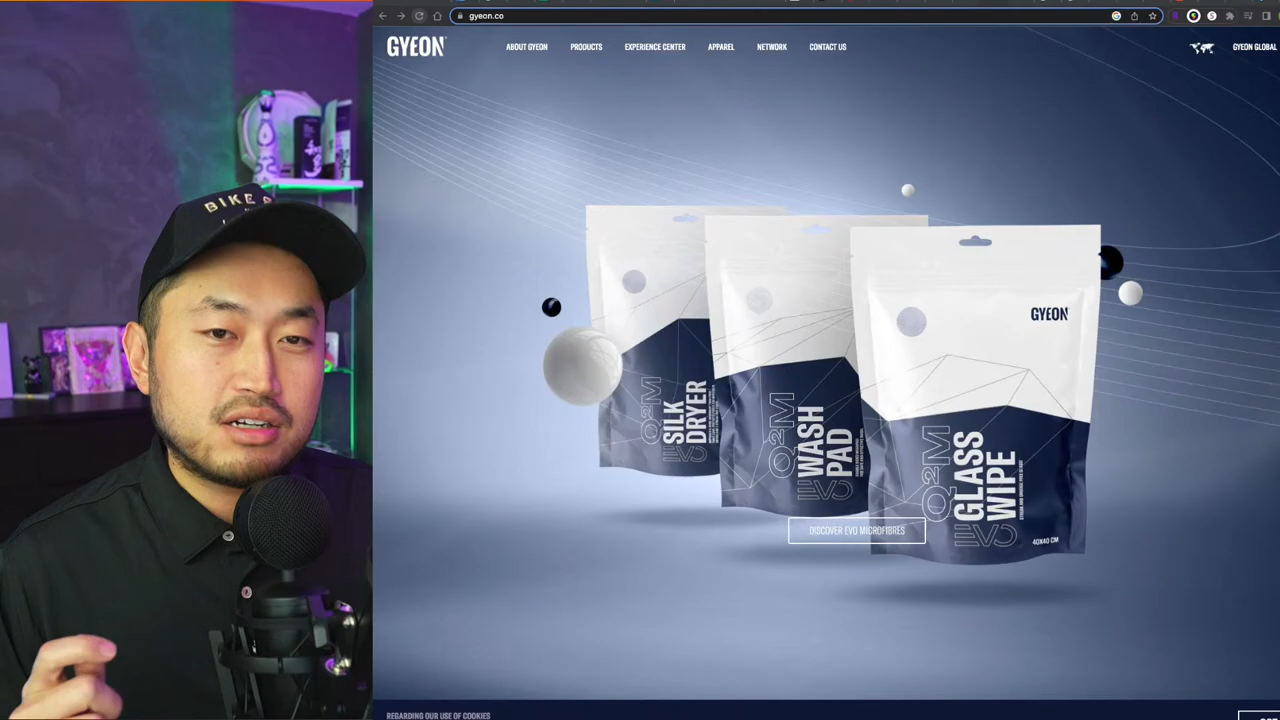 gyeon.co
GYEON
ABOUT GYEON
PRODUCTS
EXPERIENCE CENTER
APPAREL
NETWORK
CONTACT US
GYEON GLOBAL
BIKE
GYEON
Q²M
SILK
DRYER
EVO
Q²M
WASH
PAD
EVO
Q²M
GLASS
WIPE
EVO
40X40 CM
DISCOVER EVO MICROFIBRES
REGARDING OUR USE OF COOKIES